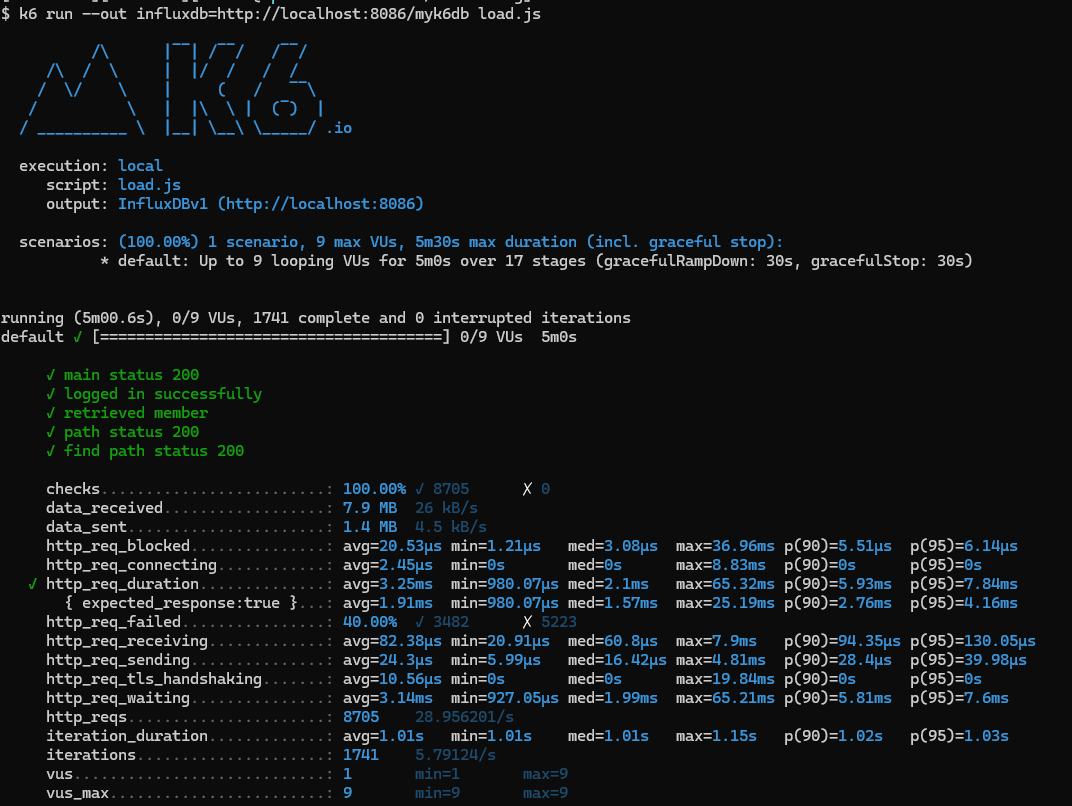 $ k6 run --out influxdb=http://localhost:8086/myk6db load.js
K6
.io
execution: local
script: load.js
output: InfluxDBv1 (http://localhost:8086)
scenarios: (100.00%) 1 scenario, 9 max VUs, 5m30s max duration (incl. graceful stop):
* default: Up to 9 looping VUs for 5m0s over 17 stages (gracefulRampDown: 30s, gracefulStop: 30s)
running (5m00.6s), 0/9 VUs, 1741 complete and 0 interrupted iterations
default ✓ [======================================] 0/9 VUs  5m0s
✓ main status 200
✓ logged in successfully
✓ retrieved member
✓ path status 200
✓ find path status 200
checks.........................: 100.00% ✓ 8705      ✗ 0
data_received..................: 7.9 MB  26 kB/s
data_sent......................: 1.4 MB  4.5 kB/s
http_req_blocked...............: avg=20.53µs min=1.21µs   med=3.08µs  max=36.96ms p(90)=5.51µs  p(95)=6.14µs
http_req_connecting............: avg=2.45µs  min=0s       med=0s      max=8.83ms  p(90)=0s      p(95)=0s
✓ http_req_duration..............: avg=3.25ms  min=980.07µs med=2.1ms   max=65.32ms p(90)=5.93ms  p(95)=7.84ms
{ expected_response:true }...: avg=1.91ms  min=980.07µs med=1.57ms  max=25.19ms p(90)=2.76ms  p(95)=4.16ms
http_req_failed................: 40.00%  ✓ 3482      ✗ 5223
http_req_receiving.............: avg=82.38µs min=20.91µs  med=60.8µs  max=7.9ms   p(90)=94.35µs p(95)=130.05µs
http_req_sending...............: avg=24.3µs  min=5.99µs   med=16.42µs max=4.81ms  p(90)=28.4µs  p(95)=39.98µs
http_req_tls_handshaking.......: avg=10.56µs min=0s       med=0s      max=19.84ms p(90)=0s      p(95)=0s
http_req_waiting...............: avg=3.14ms  min=927.05µs med=1.99ms  max=65.21ms p(90)=5.81ms  p(95)=7.6ms
http_reqs......................: 8705    28.956201/s
iteration_duration.............: avg=1.01s   min=1.01s    med=1.01s   max=1.15s   p(90)=1.02s   p(95)=1.03s
iterations.....................: 1741    5.79124/s
vus............................: 1       min=1       max=9
vus_max........................: 9       min=9       max=9